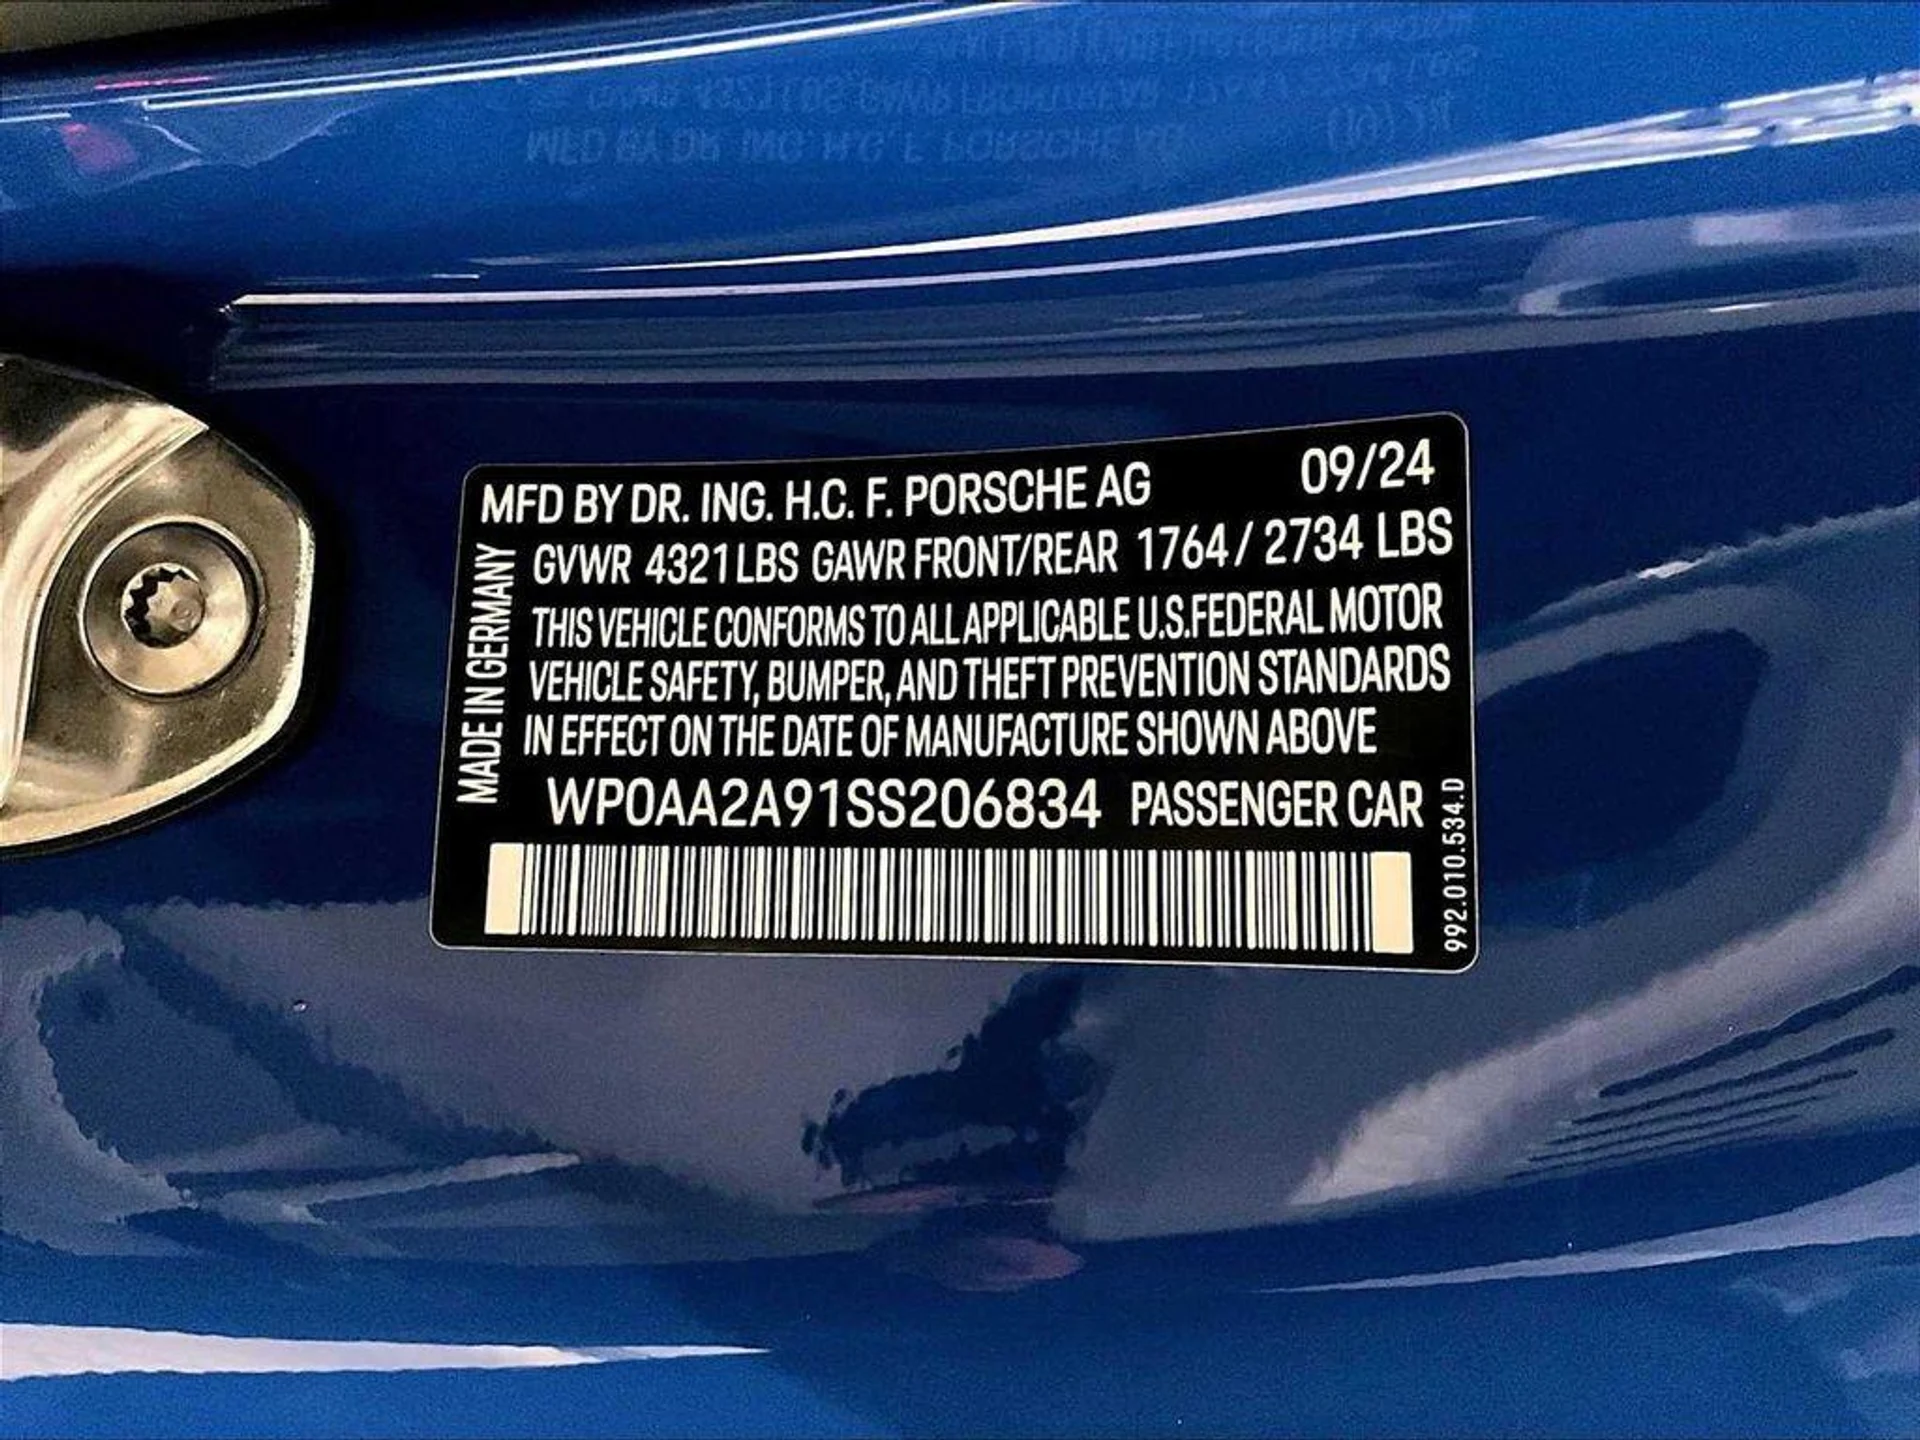 MFD BY DR. ING. H.C. F. PORSCHE AG 09/24
GVWR 4321 LBS GAWR FRONT/REAR 1764 / 2734 LBS
THIS VEHICLE CONFORMS TO ALL APPLICABLE U.S.FEDERAL MOTOR
VEHICLE SAFETY, BUMPER, AND THEFT PREVENTION STANDARDS
IN EFFECT ON THE DATE OF MANUFACTURE SHOWN ABOVE
WP0AA2A91SS206834 PASSENGER CAR
MADE IN GERMANY
992.010.534.D